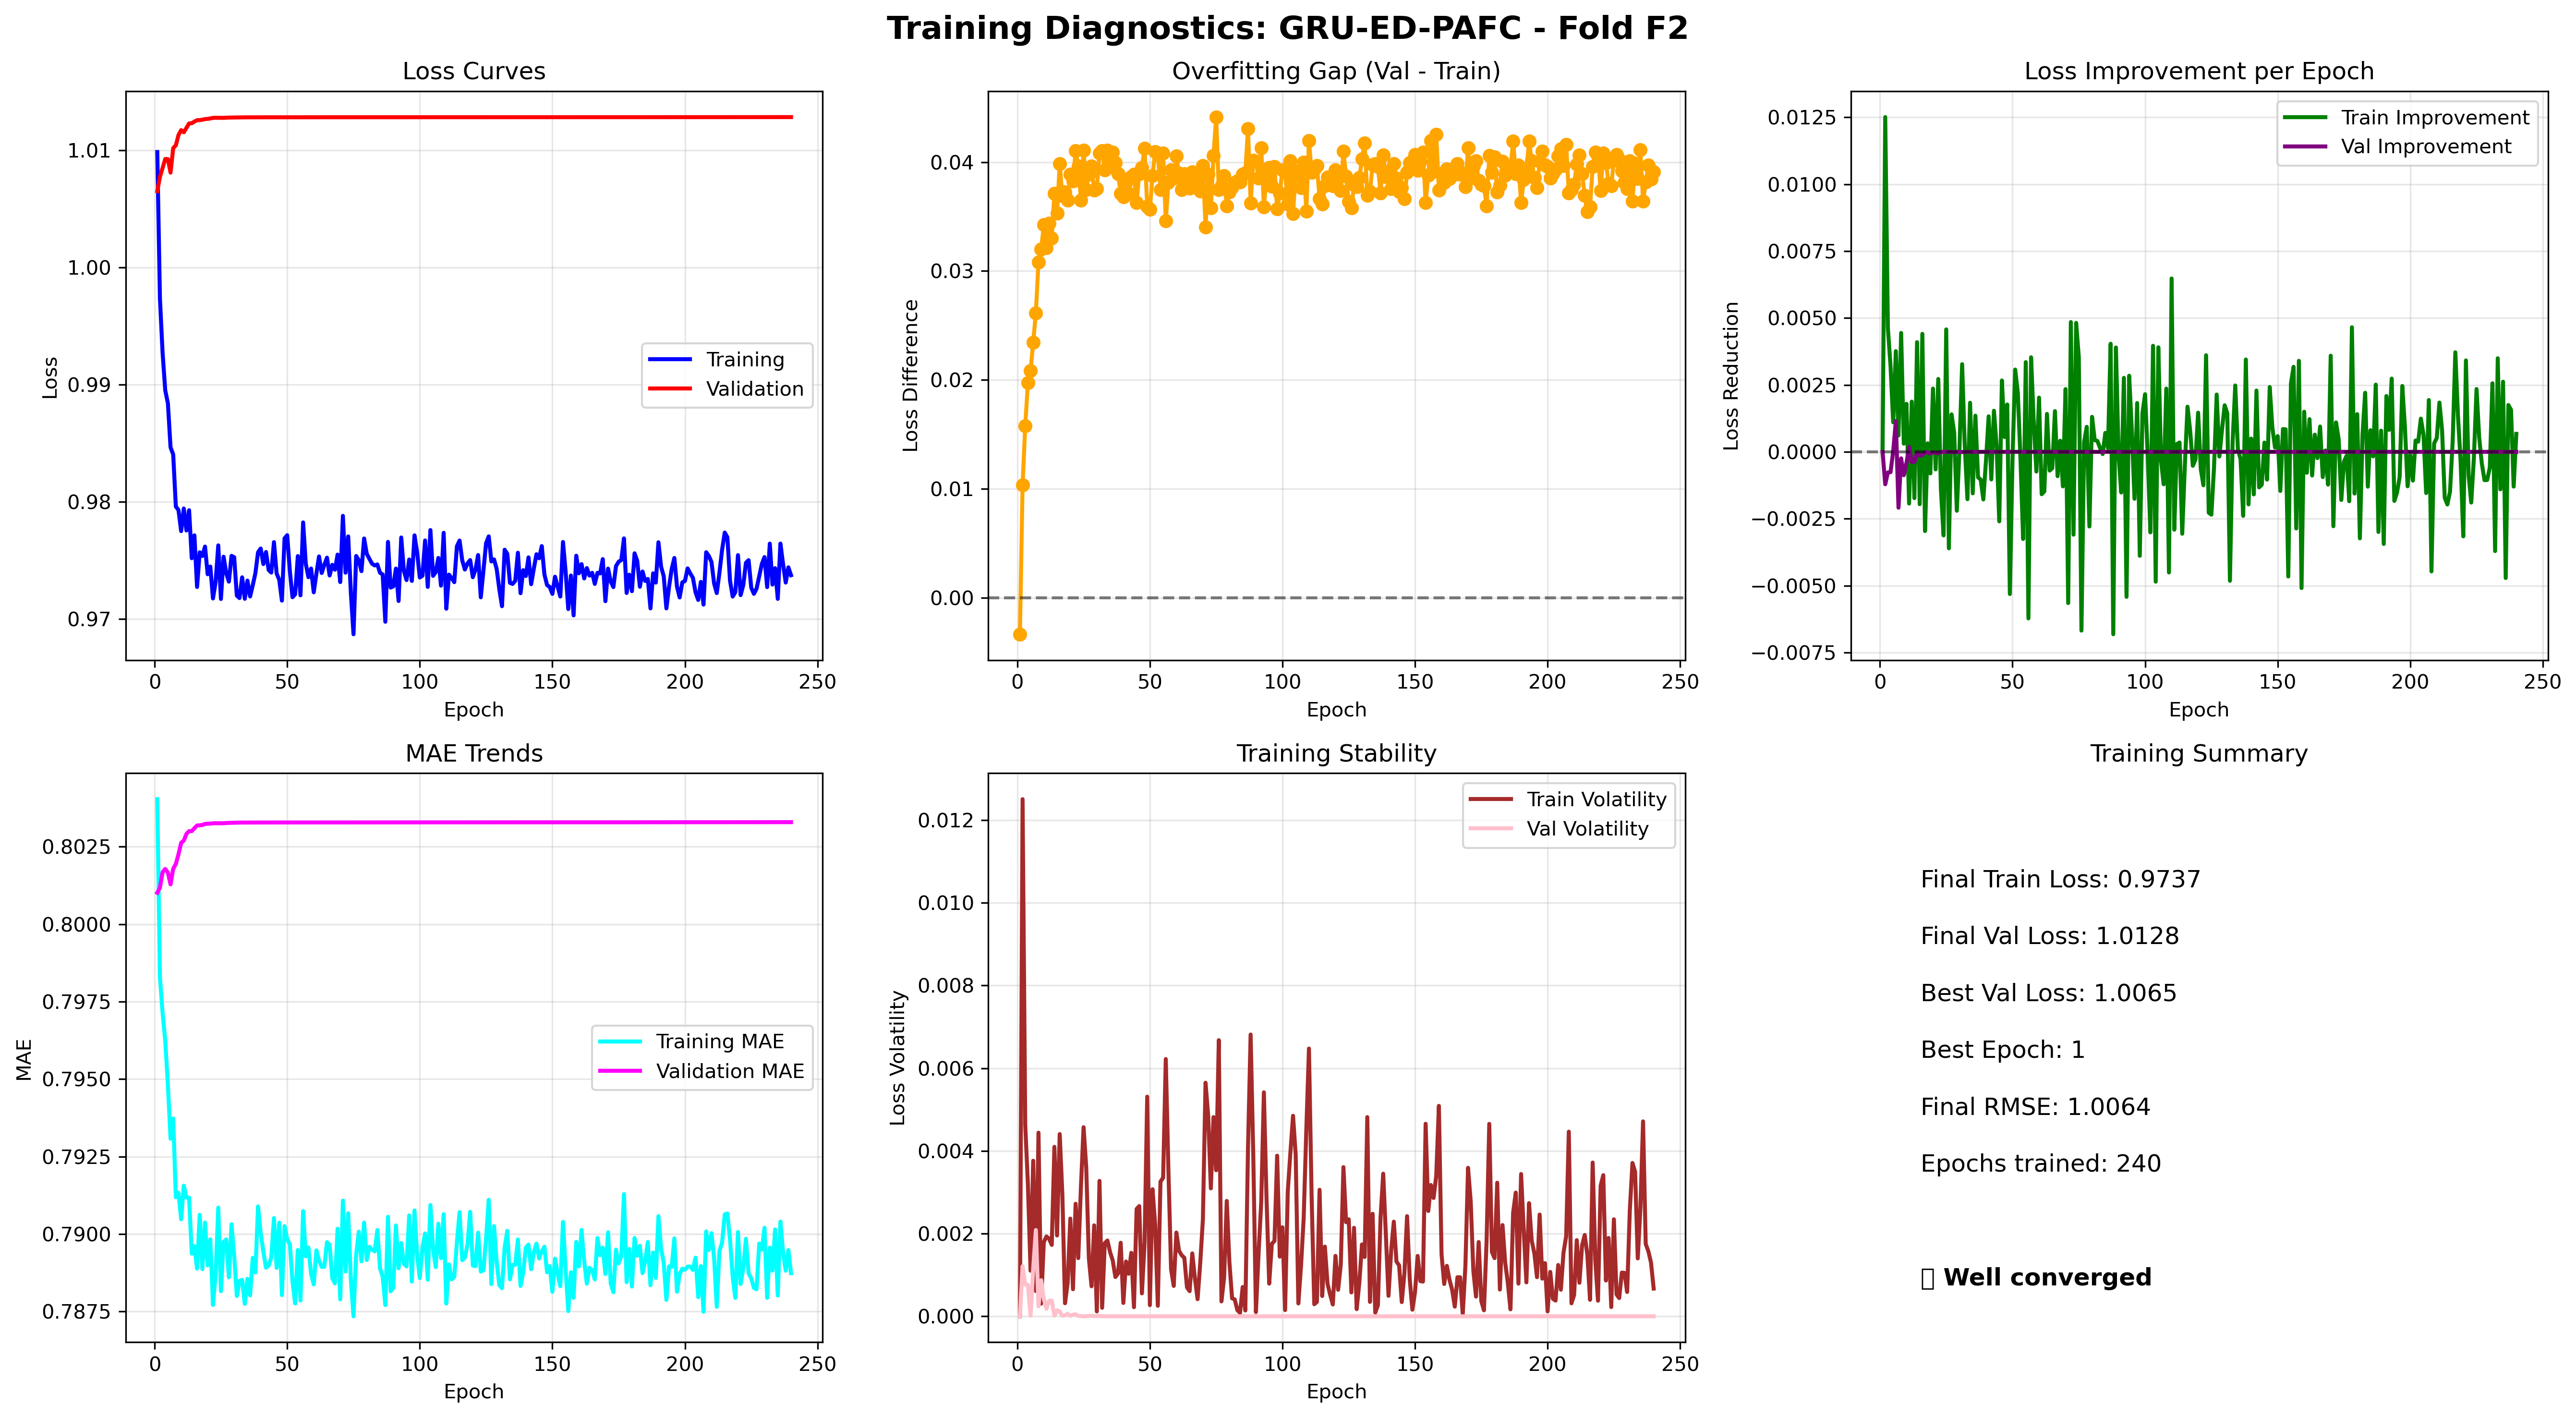 Training Diagnostics: GRU-ED-PAFC - Fold F2
Loss Curves
1.01
1.00
0.99
0.98
0.97
Loss
Training
Validation
0
50
100
150
200
250
Epoch
Overfitting Gap (Val - Train)
0.04
0.03
0.02
0.01
0.00
Loss Difference
0
50
100
150
200
250
Epoch
Loss Improvement per Epoch
0.0125
0.0100
0.0075
0.0050
0.0025
0.0000
−0.0025
−0.0050
−0.0075
Loss Reduction
Train Improvement
Val Improvement
0
50
100
150
200
250
Epoch
MAE Trends
0.8025
0.8000
0.7975
0.7950
0.7925
0.7900
0.7875
MAE
Training MAE
Validation MAE
0
50
100
150
200
250
Epoch
Training Stability
0.012
0.010
0.008
0.006
0.004
0.002
0.000
Loss Volatility
Train Volatility
Val Volatility
0
50
100
150
200
250
Epoch
Training Summary
Final Train Loss: 0.9737
Final Val Loss: 1.0128
Best Val Loss: 1.0065
Best Epoch: 1
Final RMSE: 1.0064
Epochs trained: 240
Well converged